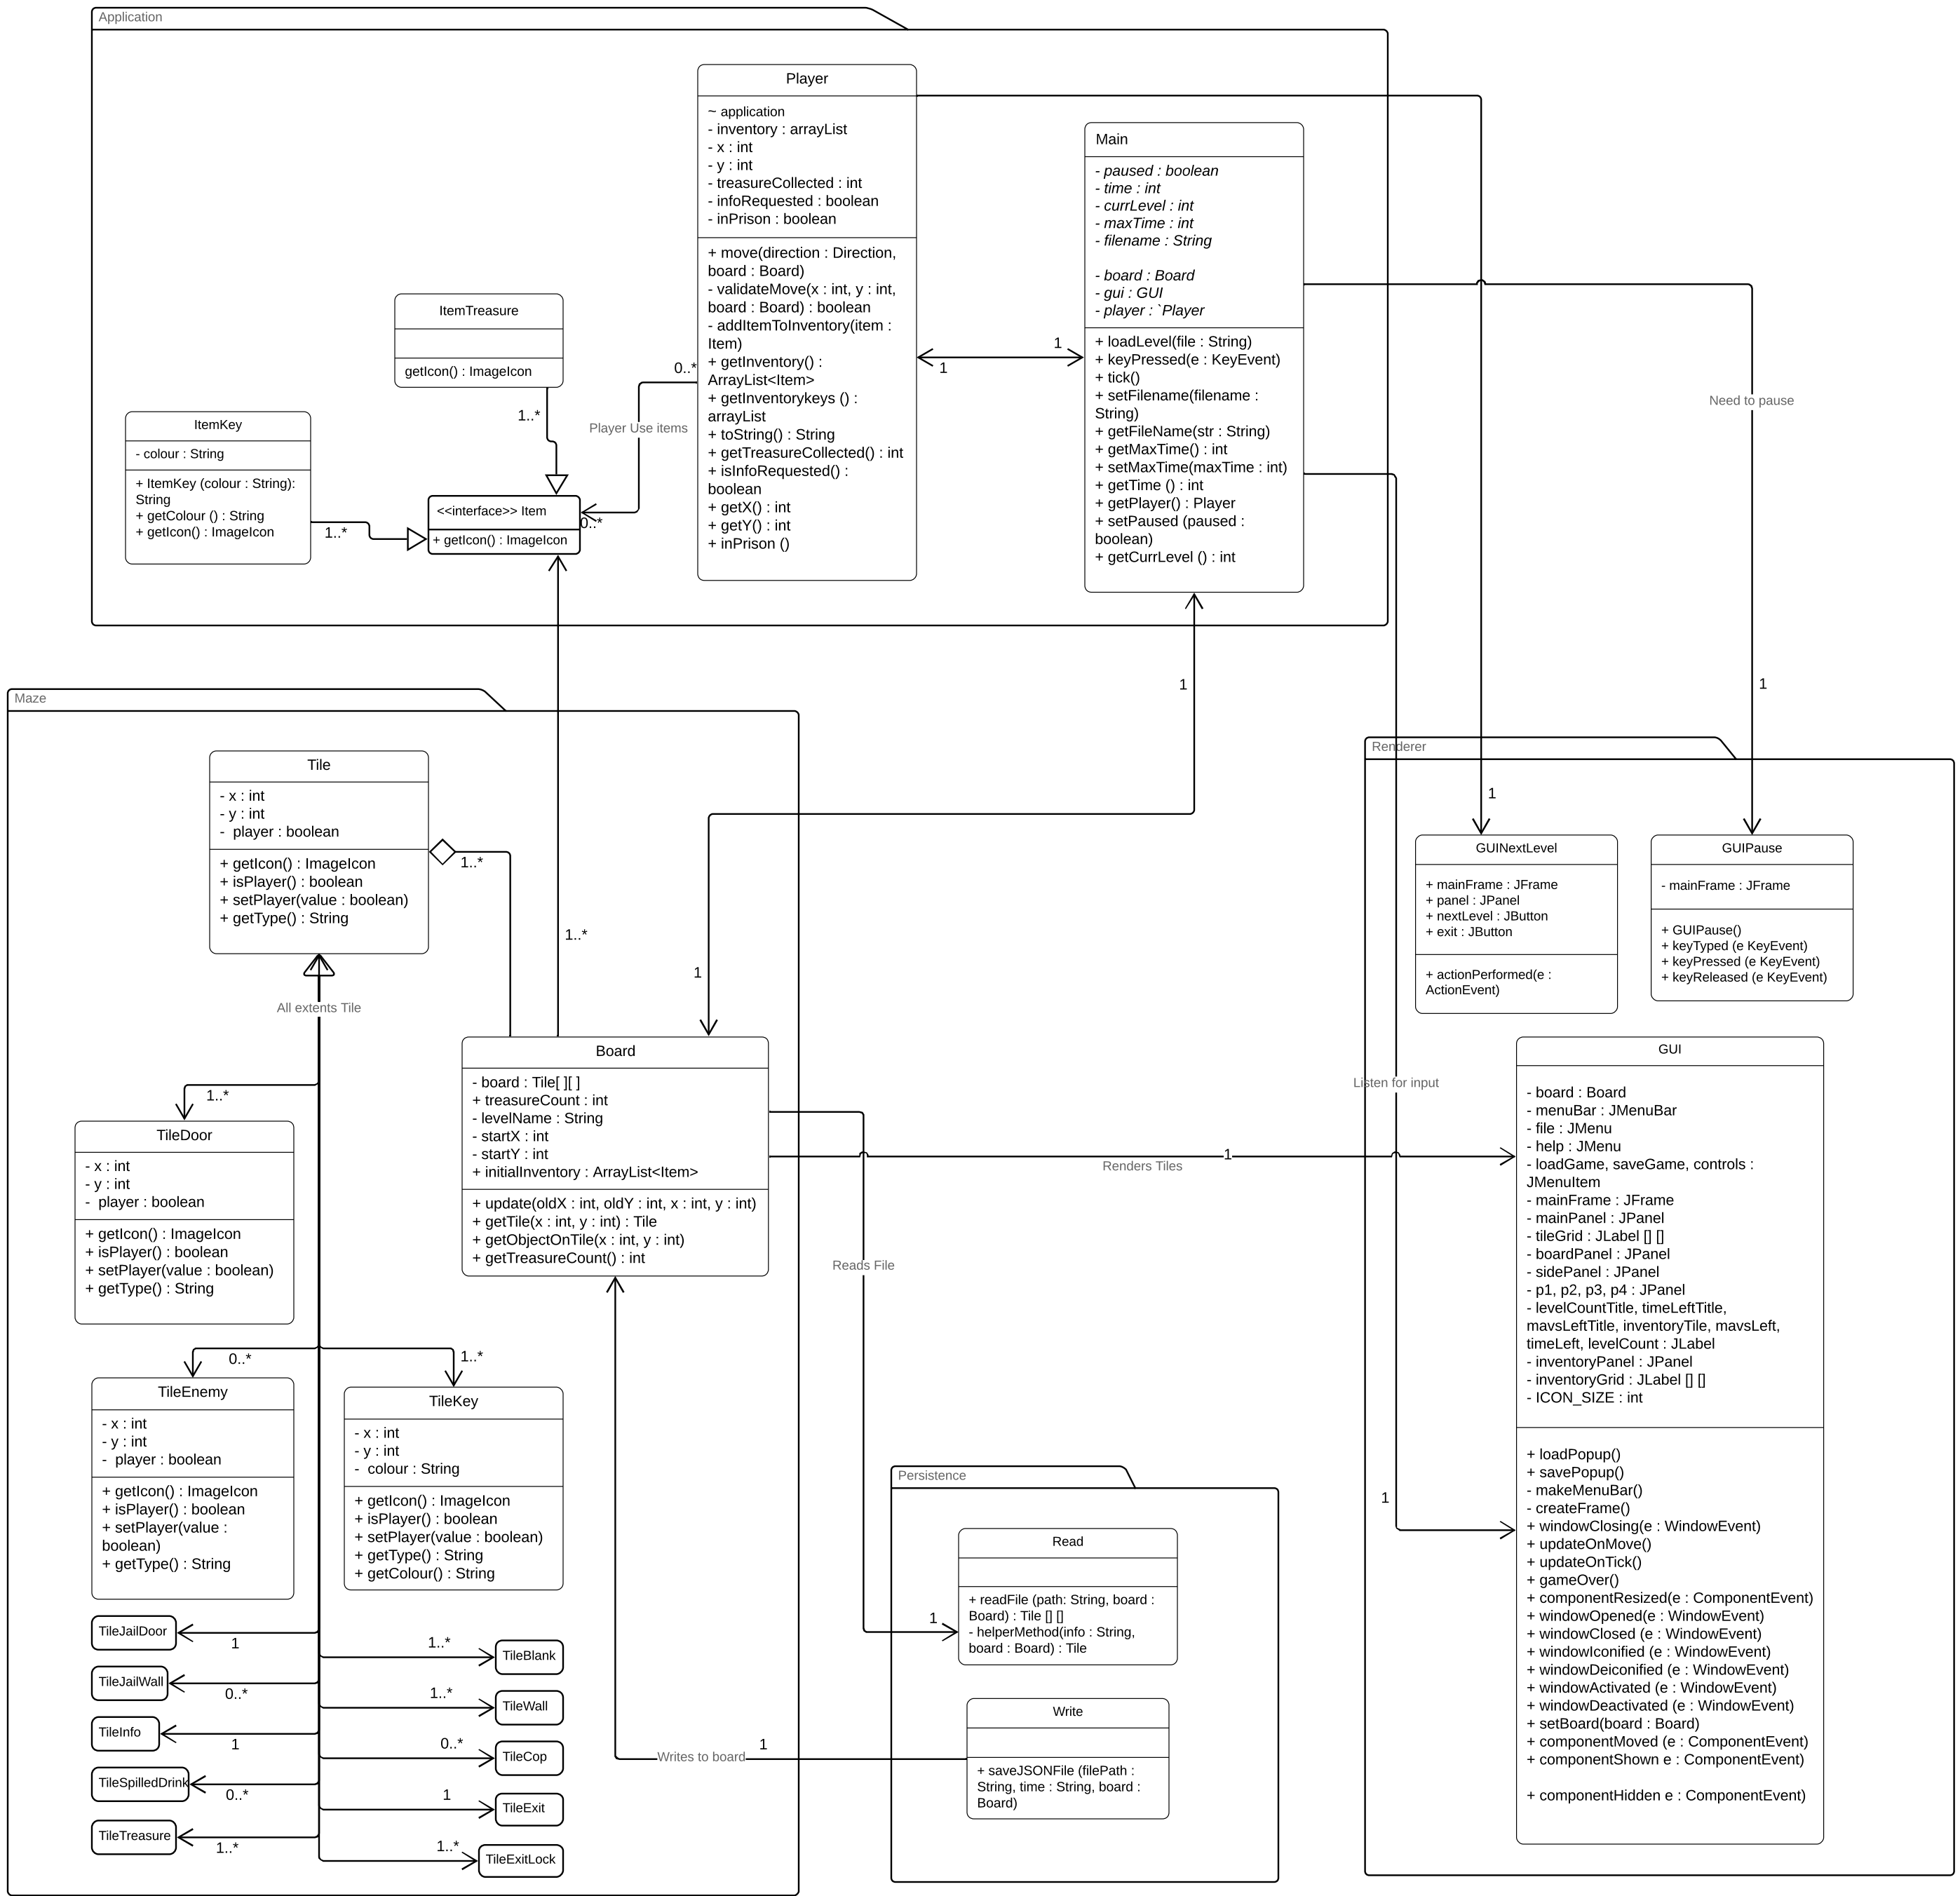 Application
Player
~ application
- inventory : arrayList
- x : int
- y : int
- treasureCollected : int
- infoRequested : boolean
- inPrison : boolean
+ move(direction : Direction,
board : Board)
- validateMove(x : int, y : int,
board : Board) : boolean
- addItemToInventory(item :
Item)
+ getInventory() :
ArrayList<Item>
+ getInventorykeys () :
arrayList
+ toString() : String
+ getTreasureCollected() : int
+ isInfoRequested() :
boolean
+ getX() : int
+ getY() : int
+ inPrison ()
Main
- paused : boolean
- time : int
- currLevel : int
- maxTime : int
- filename : String
- board : Board
- gui : GUI
- player : `Player
+ loadLevel(file : String)
+ keyPressed(e : KeyEvent)
+ tick()
+ setFilename(filename :
String)
+ getFileName(str : String)
+ getMaxTime() : int
+ setMaxTime(maxTime : int)
+ getTime () : int
+ getPlayer() : Player
+ setPaused (paused :
boolean)
+ getCurrLevel () : int
1
1
ItemTreasure
getIcon() : ImageIcon
1..*
0..*
Player Use items
0..*
ItemKey
- colour : String
+ ItemKey (colour : String):
String
+ getColour () : String
+ getIcon() : ImageIcon
1..*
<<interface>> Item
+ getIcon() : ImageIcon
Need to pause
1
1
1
Maze
Tile
- x : int
- y : int
-  player : boolean
+ getIcon() : ImageIcon
+ isPlayer() : boolean
+ setPlayer(value : boolean)
+ getType() : String
1..*
1..*
1
All extents Tile
Board
- board : Tile[ ][ ]
+ treasureCount : int
- levelName : String
- startX : int
- startY : int
+ initialInventory : ArrayList<Item>
+ update(oldX : int, oldY : int, x : int, y : int)
+ getTile(x : int, y : int) : Tile
+ getObjectOnTile(x : int, y : int)
+ getTreasureCount() : int
1..*
TileDoor
- x : int
- y : int
-  player : boolean
+ getIcon() : ImageIcon
+ isPlayer() : boolean
+ setPlayer(value : boolean)
+ getType() : String
0..*
1..*
TileEnemy
- x : int
- y : int
-  player : boolean
+ getIcon() : ImageIcon
+ isPlayer() : boolean
+ setPlayer(value :
boolean)
+ getType() : String
TileKey
- x : int
- y : int
-  colour : String
+ getIcon() : ImageIcon
+ isPlayer() : boolean
+ setPlayer(value : boolean)
+ getType() : String
+ getColour() : String
TileJailDoor
1
TileJailWall
0..*
TileInfo
1
TileSpilledDrink
0..*
TileTreasure
1..*
1..*
TileBlank
1..*
TileWall
0..*
TileCop
1
TileExit
1..*
TileExitLock
Renders Tiles
1
Reads File
Writes to board
1
Persistence
Read
+ readFile (path: String, board :
Board) : Tile [] []
- helperMethod(info : String,
board : Board) : Tile
1
Write
+ saveJSONFile (filePath :
String, time : String, board :
Board)
Renderer
GUINextLevel
+ mainFrame : JFrame
+ panel : JPanel
+ nextLevel : JButton
+ exit : JButton
+ actionPerformed(e :
ActionEvent)
GUIPause
- mainFrame : JFrame
+ GUIPause()
+ keyTyped (e KeyEvent)
+ keyPressed (e KeyEvent)
+ keyReleased (e KeyEvent)
Listen for input
1
GUI
- board : Board
- menuBar : JMenuBar
- file : JMenu
- help : JMenu
- loadGame, saveGame, controls :
JMenuItem
- mainFrame : JFrame
- mainPanel : JPanel
- tileGrid : JLabel [] []
- boardPanel : JPanel
- sidePanel : JPanel
- p1, p2, p3, p4 : JPanel
- levelCountTitle, timeLeftTitle,
mavsLeftTitle, inventoryTile, mavsLeft,
timeLeft, levelCount : JLabel
- inventoryPanel : JPanel
- inventoryGrid : JLabel [] []
- ICON_SIZE : int
+ loadPopup()
+ savePopup()
- makeMenuBar()
- createFrame()
+ windowClosing(e : WindowEvent)
+ updateOnMove()
+ updateOnTick()
+ gameOver()
+ componentResized(e : ComponentEvent)
+ windowOpened(e : WindowEvent)
+ windowClosed (e : WindowEvent)
+ windowIconified (e : WindowEvent)
+ windowDeiconified (e : WindowEvent)
+ windowActivated (e : WindowEvent)
+ windowDeactivated (e : WindowEvent)
+ setBoard(board : Board)
+ componentMoved (e : ComponentEvent)
+ componentShown e : ComponentEvent)
+ componentHidden e : ComponentEvent)